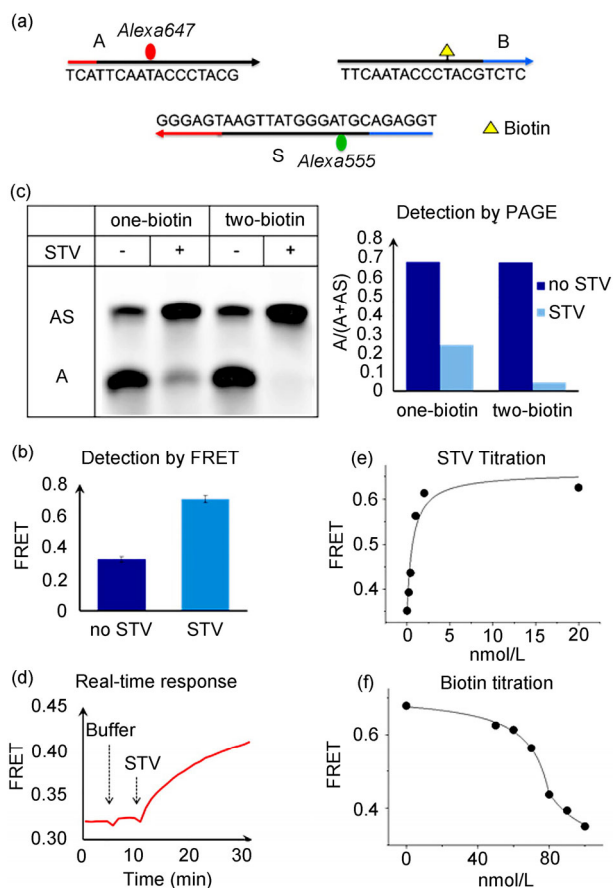 (a)
A
Alexa647
TCATTCAATACCCTACG
B
TTCAATACCCTACGTCTC
GGGAGTAAGTTATGGGATGCAGAGGT
S
Alexa555
Biotin
(c)
one-biotin two-biotin
STV - + - +
AS
A
Detection by PAGE
A/(A+AS)
0.8
0.7
0.6
0.5
0.4
0.3
0.2
0.1
0
no STV
STV
one-biotin two-biotin
(b)
Detection by FRET
FRET
0.8
0.6
0.4
0.2
0
no STV STV
(e)
STV Titration
FRET
0.6
0.5
0.4
0 5 10 15 20
nmol/L
(d)
Real-time response
FRET
0.45
0.40
0.35
0.30
Buffer
STV
0 10 20 30
Time (min)
(f)
Biotin titration
FRET
0.6
0.4
0 40 80
nmol/L